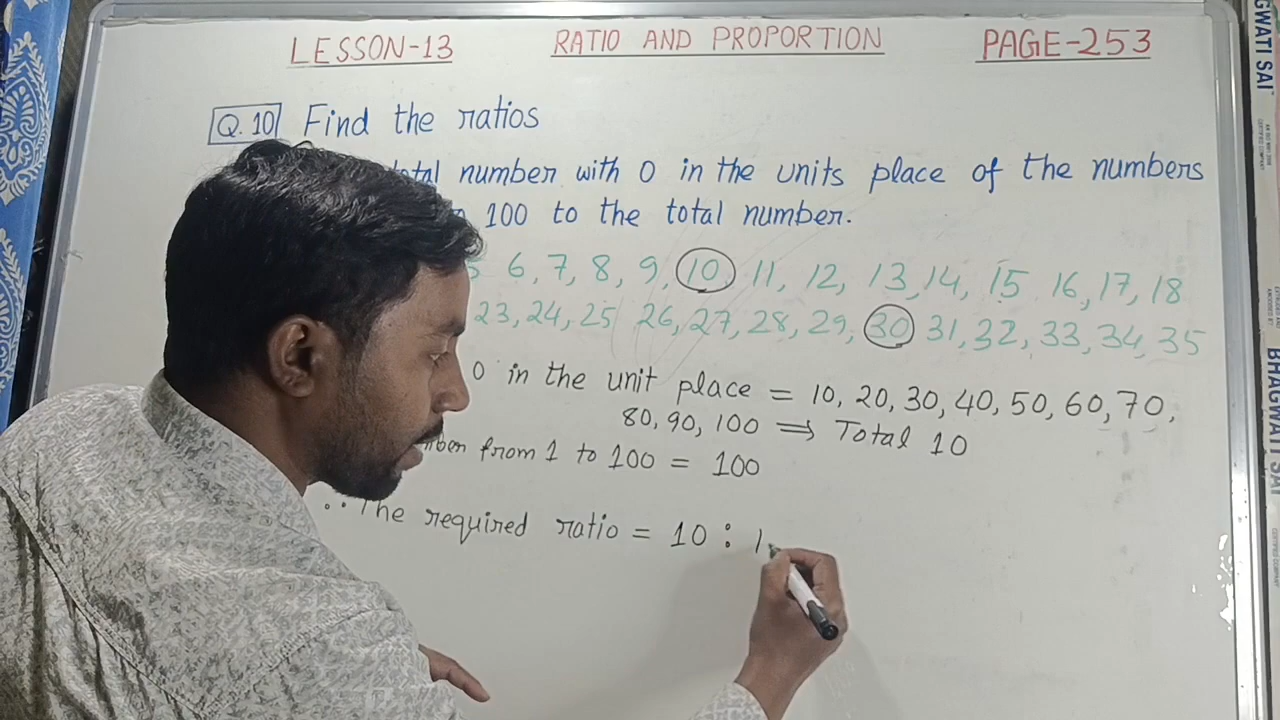 LESSON-13 RATIO AND PROPORTION PAGE-253
Q.10 Find the ratios
number with 0 in the units place of the numbers
100 to the total number.
6, 7, 8, 9, 10 11, 12, 13, 14, 15 16, 17, 18
23, 24, 25 26, 27, 28, 29, 30 31, 32, 33, 34, 35
0 in the unit place = 10, 20, 30, 40, 50, 60, 70,
80, 90, 100 ⟹ Total 10
from 1 to 100 = 100
The required ratio = 10 : 1
GWATI SAI
BHAGWATI SAI